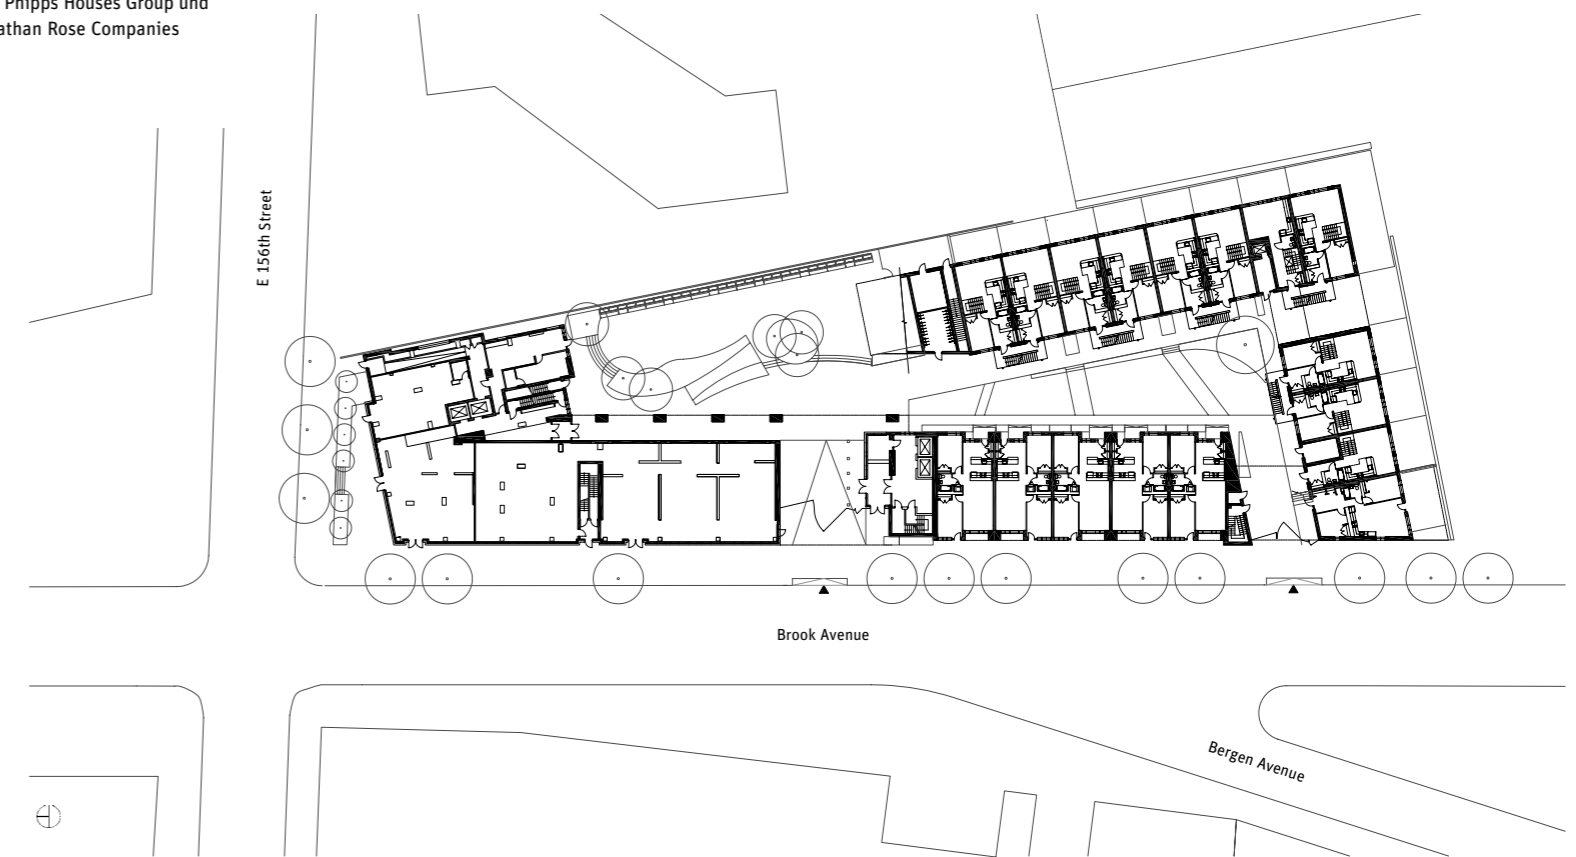 Phipps Houses Group und
athan Rose Companies
E 156th Street
Brook Avenue
Bergen Avenue